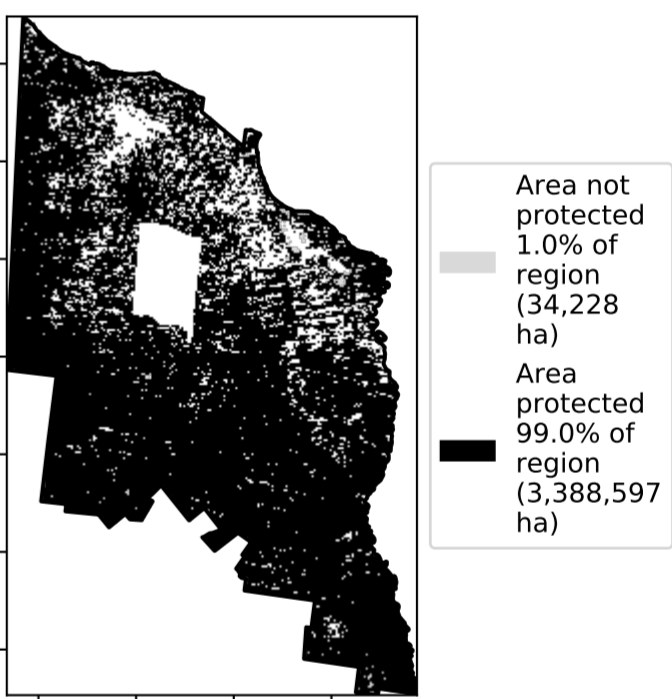 Area not
protected
1.0% of
region
(34,228
ha)
Area
protected
99.0% of
region
(3,388,597
ha)